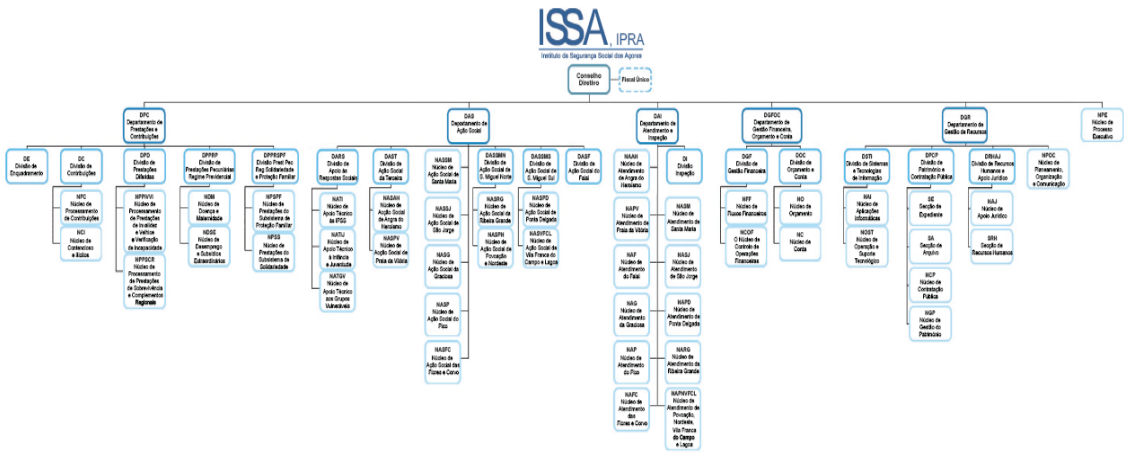 ISSA, IPRA
Instituto da Segurança Social dos Açores
Conselho
Diretivo
Fiscal Único
DPC
Departamento de
Prestações e
Contribuições
DAS
Departamento de
Ação Social
DAI
Departamento de
Atendimento e
Inspeção
DGFOC
Departamento de
Gestão Financeira,
Orçamento e Conta
DGR
Departamento de
Gestão de Recursos
NPE
Núcleo de
Processo
Executivo
DE
Divisão de
Enquadramento
DC
Divisão de
Contribuições
NPC
Núcleo de
Processamento
de Contribuições
NCI
Núcleo de
Contencioso
e Ilícitos
DPD
Divisão de
Prestações
Diferidas
NPPIVVI
Núcleo de
Processamento
de Prestações
de Invalidez
e Velhice
e Verificação
de Incapacidade
NPPSCR
Núcleo de
Processamento
de Prestações
de Sobrevivência
e Complementos
Regionais
DPPRP
Divisão de
Prestações Pecuniárias
Regime Previdencial
NDM
Núcleo de
Doença e
Maternidade
NDSE
Núcleo de
Desemprego
e Subsídios
Extraordinários
DPPRSPF
Divisão Prest Pec
Reg Solidariedade
e Proteção Familiar
NPSPF
Núcleo de
Prestações do
Subsistema de
Proteção Familiar
NPSS
Núcleo de
Prestações do
Subsistema de
Solidariedade
DARS
Divisão de
Apoio às
Respostas Sociais
NATI
Núcleo de
Apoio Técnico
às IPSS
NATIJ
Núcleo de
Apoio Técnico
à Infância
e Juventude
NATGV
Núcleo de
Apoio Técnico
aos Grupos
Vulneráveis
DAST
Divisão de
Ação Social
da Terceira
NASAH
Núcleo de
Ação Social
de Angra do
Heroísmo
NASPV
Núcleo de
Ação Social de
Praia da Vitória
NASSM
Núcleo de
Ação Social de
Santa Maria
NASSJ
Núcleo de
Ação Social de
São Jorge
NASG
Núcleo de
Ação Social da
Graciosa
NASP
Núcleo de
Ação Social do
Pico
NASFC
Núcleo de
Ação Social das
Flores e Corvo
DASSMN
Divisão de
Ação Social de
S. Miguel Norte
NASRG
Núcleo de
Ação Social da
Ribeira Grande
NASPN
Núcleo de
Ação Social de
Povoação
e Nordeste
DASSMS
Divisão de
Ação Social de
S. Miguel Sul
NASPD
Núcleo de
Ação Social de
Ponta Delgada
NASVFCL
Núcleo de
Ação Social de
Vila Franca do
Campo e Lagoa
DASF
Divisão de
Ação Social do
Faial
NAAH
Núcleo de
Atendimento de
Angra do
Heroísmo
NAPV
Núcleo de
Atendimento de
Praia da Vitória
NAF
Núcleo de
Atendimento
do Faial
NAG
Núcleo de
Atendimento
da Graciosa
NAP
Núcleo de
Atendimento
do Pico
NAFC
Núcleo de
Atendimento
das
Flores e Corvo
DI
Divisão
Inspeção
NASM
Núcleo de
Atendimento de
Santa Maria
NASJ
Núcleo de
Atendimento
de São Jorge
NAPD
Núcleo de
Atendimento de
Ponta Delgada
NARG
Núcleo de
Atendimento da
Ribeira Grande
NAPNVFCL
Núcleo de
Atendimento de
Povoação,
Nordeste,
Vila Franca
do Campo
e Lagoa
DGF
Divisão de
Gestão Financeira
NFF
Núcleo de
Fluxos Financeiros
NCOF
O Núcleo de
Controlo de
Operações
Financeiras
DOC
Divisão de
Orçamento e
Conta
NO
Núcleo de
Orçamento
NC
Núcleo de
Conta
DSTI
Divisão de Sistemas
e Tecnologias
de Informação
NAI
Núcleo de
Aplicações
Informáticas
NOST
Núcleo de
Operação e
Suporte
Tecnológico
DPCP
Divisão de
Património e
Contratação Pública
SE
Secção de
Expediente
SA
Secção de
Arquivo
NCP
Núcleo de
Contratação
Pública
NGP
Núcleo de
Gestão do
Património
DRHAJ
Divisão de Recursos
Humanos e
Apoio Jurídico
NAJ
Núcleo de
Apoio Jurídico
SRH
Secção de
Recursos Humanos
NPOC
Núcleo de
Planeamento,
Organização
e Comunicação